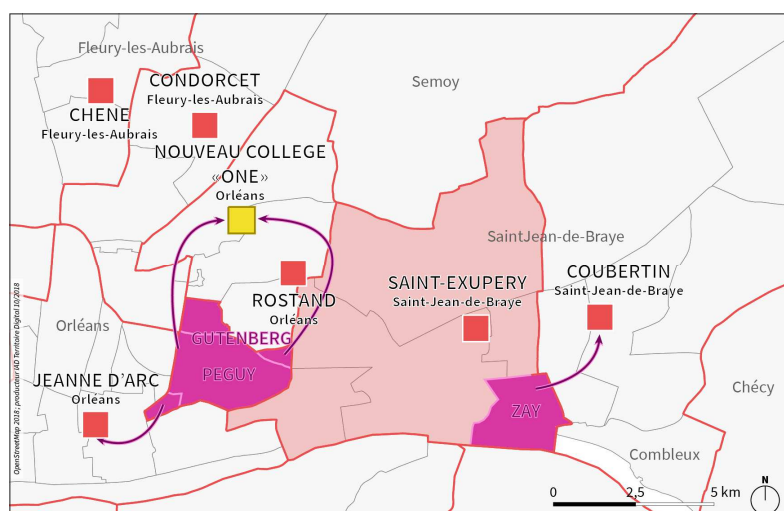 Fleury-les-Aubrais
CONDORCET
Fleury-les-Aubrais
CHENE
Fleury-les-Aubrais
Semoy
NOUVEAU COLLEGE
«ONE»
Orléans
SaintJean-de-Braye
ROSTAND
Orléans
SAINT-EXUPERY
Saint-Jean-de-Braye
COUBERTIN
Saint-Jean-de-Braye
Orléans
GUTENBERG
PEGUY
JEANNE D'ARC
Orléans
ZAY
Chécy
Combleux
0 2,5 5 km
N
OpenStreetMap 2018 ; producteur IAD Territoire Digital 10/2018